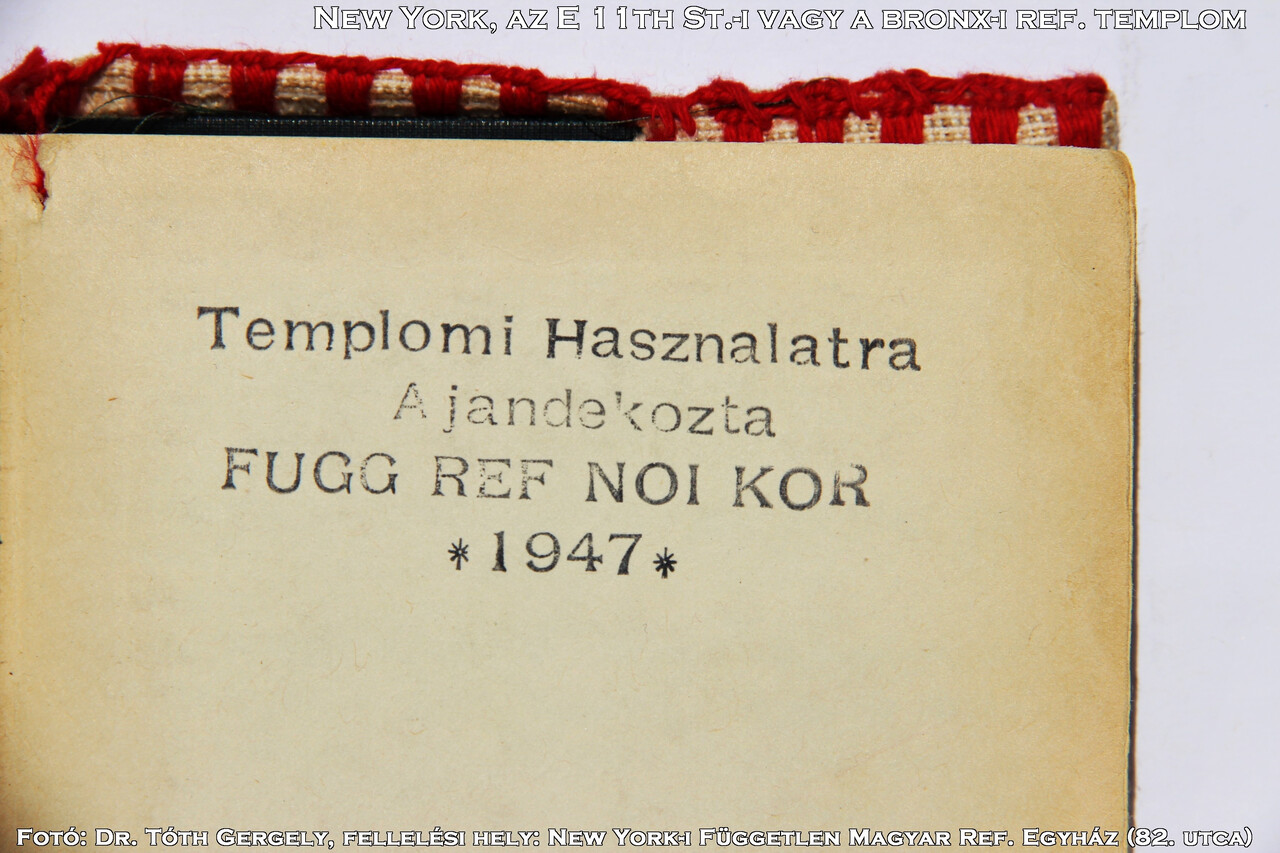 New York, az E 11th St.-i vagy a bronx-i ref. templom
Templomi Hasznalatra
Ajandekozta
FUGG REF NOI KOR
*1947*
Fotó: Dr. Tóth Gergely, fellelési hely: New York-i Független Magyar Ref. Egyház (82. utca)